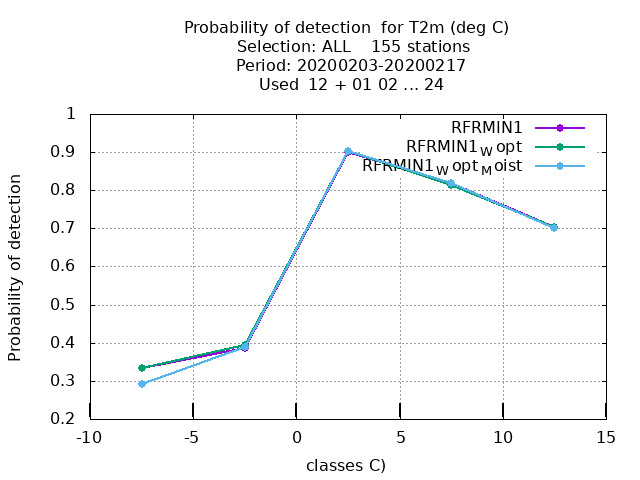 Probability of detection  for T2m (deg C)
Selection: ALL    155 stations
Period: 20200203-20200217
Used  12 + 01 02 ... 24
RFRMIN1
RFRMIN1Wopt
RFRMIN1WoptMoist
Probability of detection
1
0.9
0.8
0.7
0.6
0.5
0.4
0.3
0.2
-10 -5 0 5 10 15
classes C)